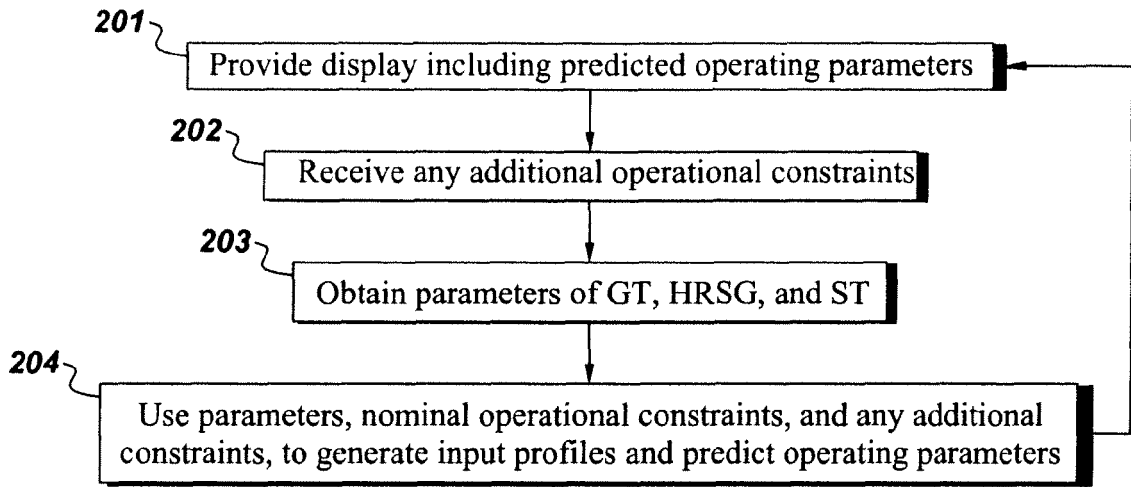 201
Provide display including predicted operating parameters
202
Receive any additional operational constraints
203
Obtain parameters of GT, HRSG, and ST
204
Use parameters, nominal operational constraints, and any additional
constraints, to generate input profiles and predict operating parameters